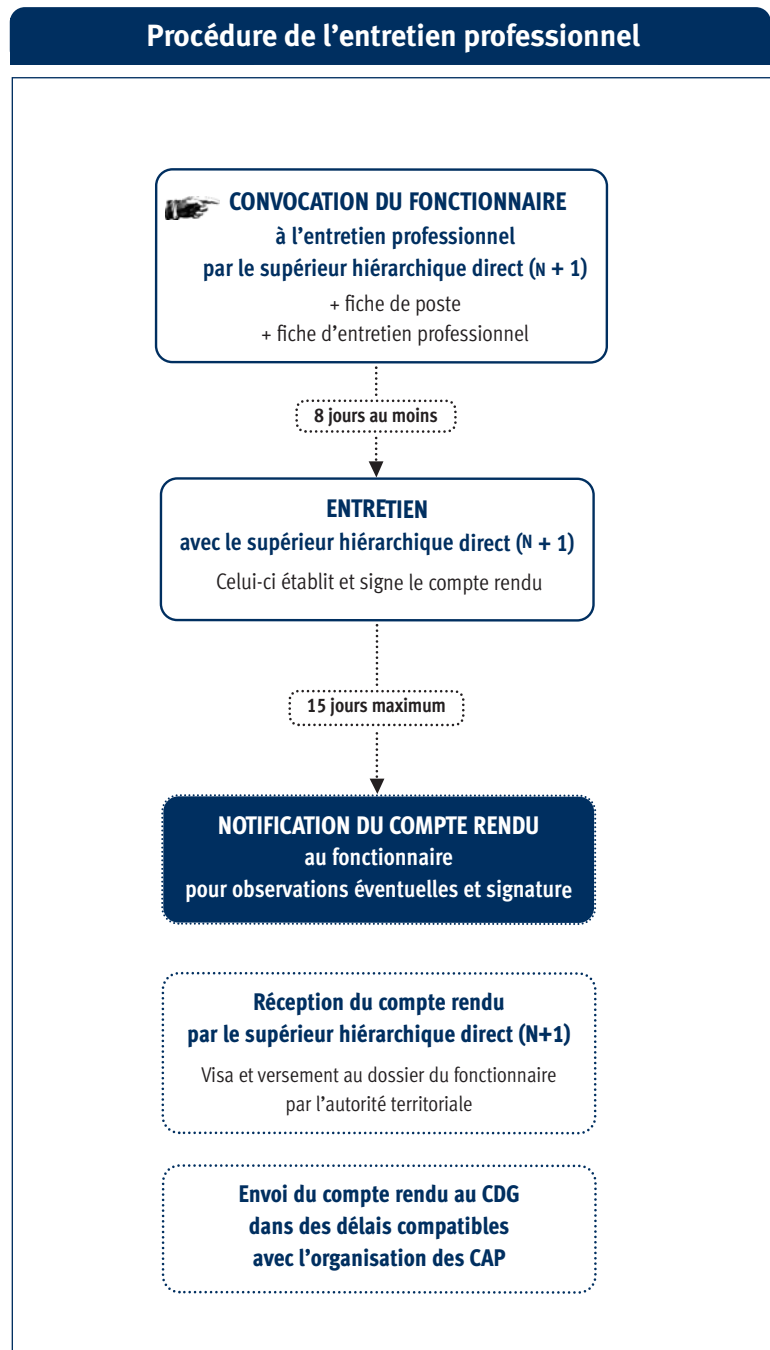 Procédure de l’entretien professionnel
CONVOCATION DU FONCTIONNAIRE
à l’entretien professionnel
par le supérieur hiérarchique direct (N + 1)
+ fiche de poste
+ fiche d’entretien professionnel
8 jours au moins
ENTRETIEN
avec le supérieur hiérarchique direct (N + 1)
Celui-ci établit et signe le compte rendu
15 jours maximum
NOTIFICATION DU COMPTE RENDU
au fonctionnaire
pour observations éventuelles et signature
Réception du compte rendu
par le supérieur hiérarchique direct (N+1)
Visa et versement au dossier du fonctionnaire
par l’autorité territoriale
Envoi du compte rendu au CDG
dans des délais compatibles
avec l’organisation des CAP